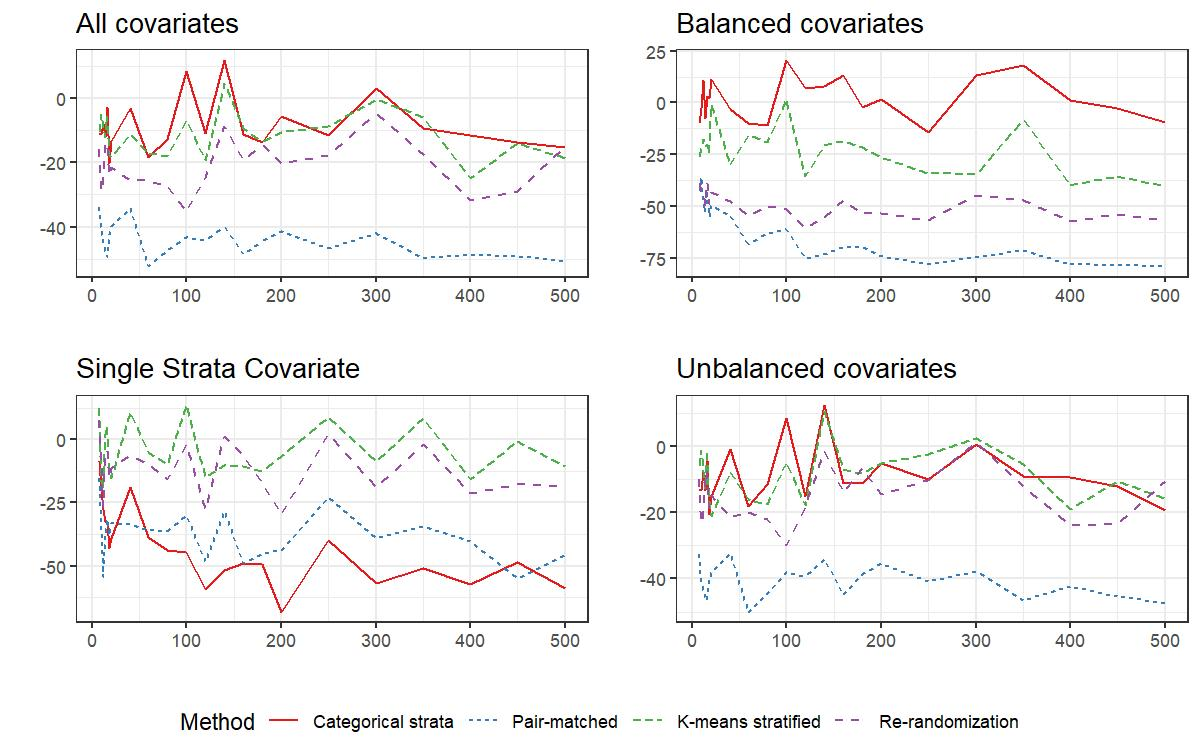 All covariates
0
-20
-40
0 100 200 300 400 500
Balanced covariates
25
0
-25
-50
-75
0 100 200 300 400 500
Single Strata Covariate
0
-25
-50
0 100 200 300 400 500
Unbalanced covariates
0
-20
-40
0 100 200 300 400 500
Method Categorical strata Pair-matched K-means stratified Re-randomization